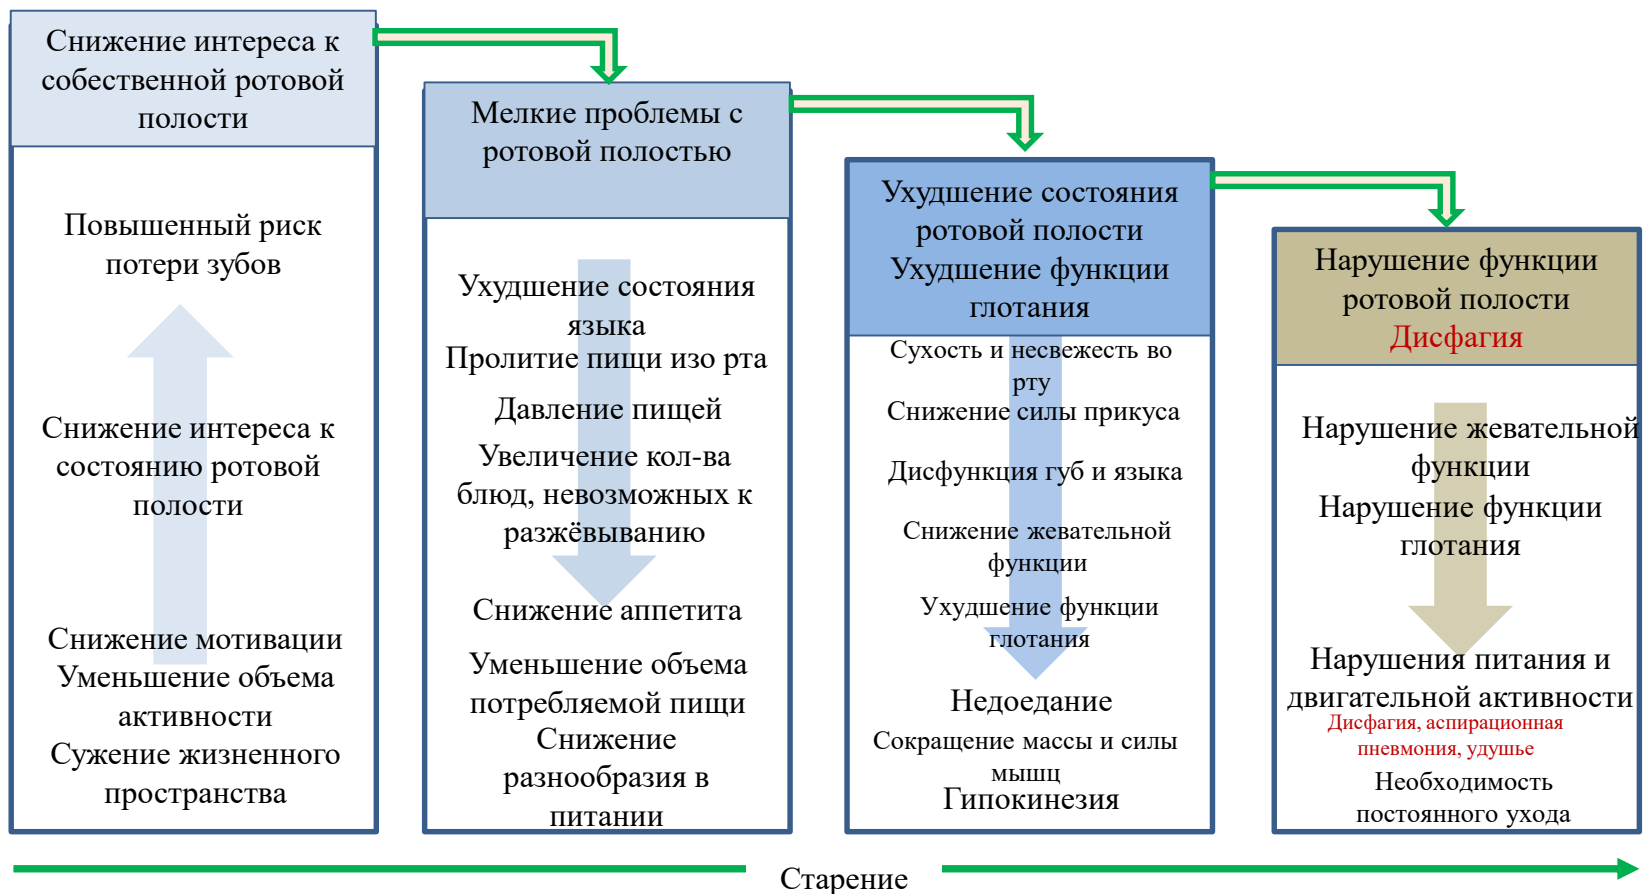 Снижение интереса к
собественной ротовой
полости
Повышенный риск
потери зубов
Снижение интереса к
состоянию ротовой
полости
Снижение мотивации
Уменьшение объема
активности
Сужение жизненного
пространства
Мелкие проблемы с
ротовой полостью
Ухудшение состояния
языка
Пролитие пищи изо рта
Давление пищей
Увеличение кол-ва
блюд, невозможных к
разжёвыванию
Снижение аппетита
Уменьшение объема
потребляемой пищи
Снижение
разнообразия в
питании
Ухудшение состояния
ротовой полости
Ухудшение функции
глотания
Сухость и несвежесть во
рту
Снижение силы прикуса
Дисфункция губ и языка
Снижение жевательной
функции
Ухудшение функции
глотания
Недоедание
Сокращение массы и силы
мышц
Гипокинезия
Нарушение функции
ротовой полости
Дисфагия
Нарушение жевательной
функции
Нарушение функции
глотания
Нарушения питания и
двигательной активности
Дисфагия, аспирационная
пневмония, удушье
Необходимость
постоянного ухода
Старение